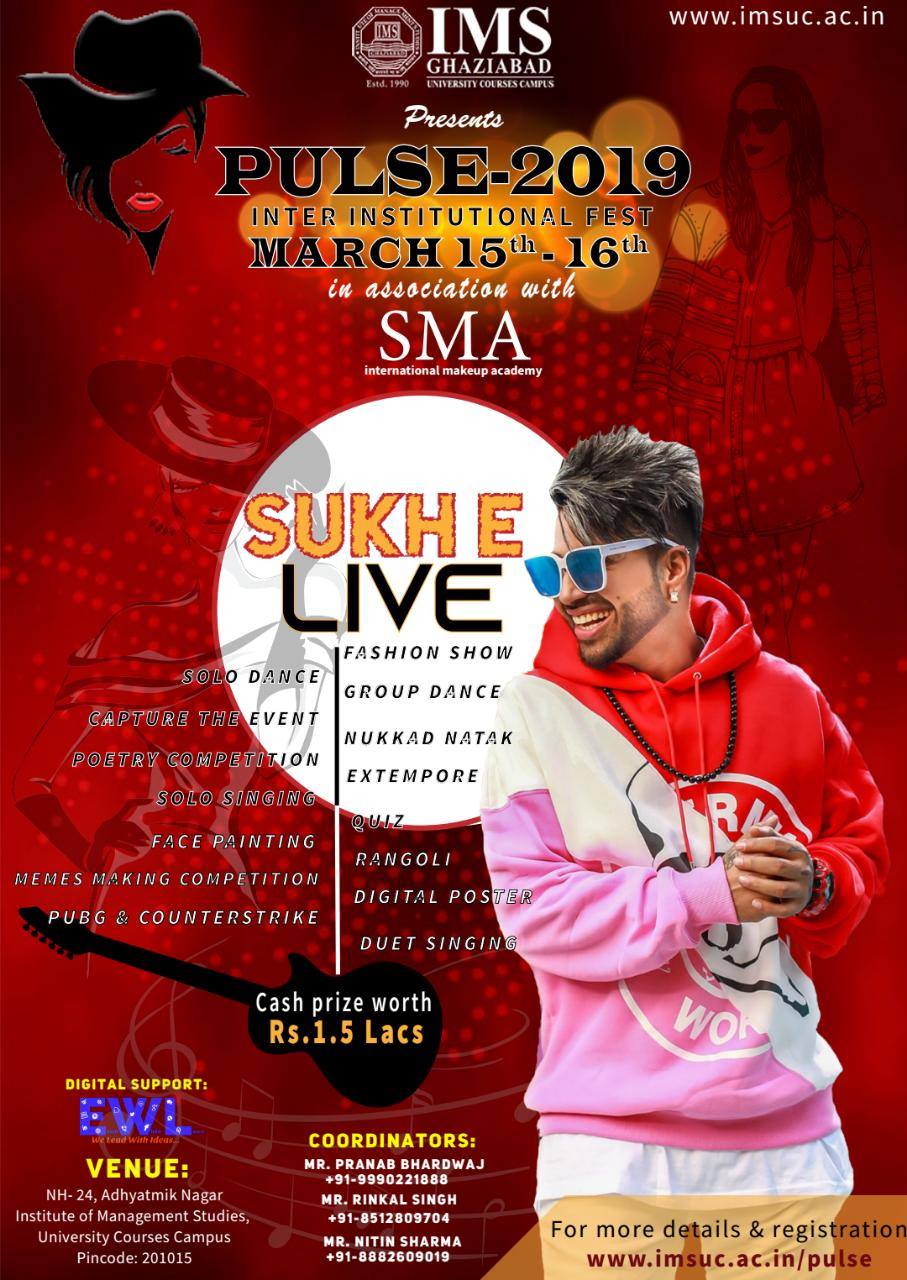 www.imsuc.ac.in
IMS
GHAZIABAD
Estd. 1990
UNIVERSITY COURSES CAMPUS
Presents
PULSE-2019
INTER INSTITUTIONAL FEST
MARCH 15th - 16th
in association with
SMA
international makeup academy
SUKH E
LIVE
SOLO DANCE
CAPTURE THE EVENT
POETRY COMPETITION
SOLO SINGING
FACE PAINTING
MEMES MAKING COMPETITION
PUBG & COUNTERSTRIKE
FASHION SHOW
GROUP DANCE
NUKKAD NATAK
EXTEMPORE
QUIZ
RANGOLI
DIGITAL POSTER
DUET SINGING
Cash prize worth
Rs.1.5 Lacs
DIGITAL SUPPORT:
EWL
We Lead With Ideas...
VENUE:
NH- 24, Adhyatmik Nagar
Institute of Management Studies,
University Courses Campus
Pincode: 201015
COORDINATORS:
MR. PRANAB BHARDWAJ
+91-9990221888
MR. RINKAL SINGH
+91-8512809704
MR. NITIN SHARMA
+91-8882609019
For more details & registration
www.imsuc.ac.in/pulse